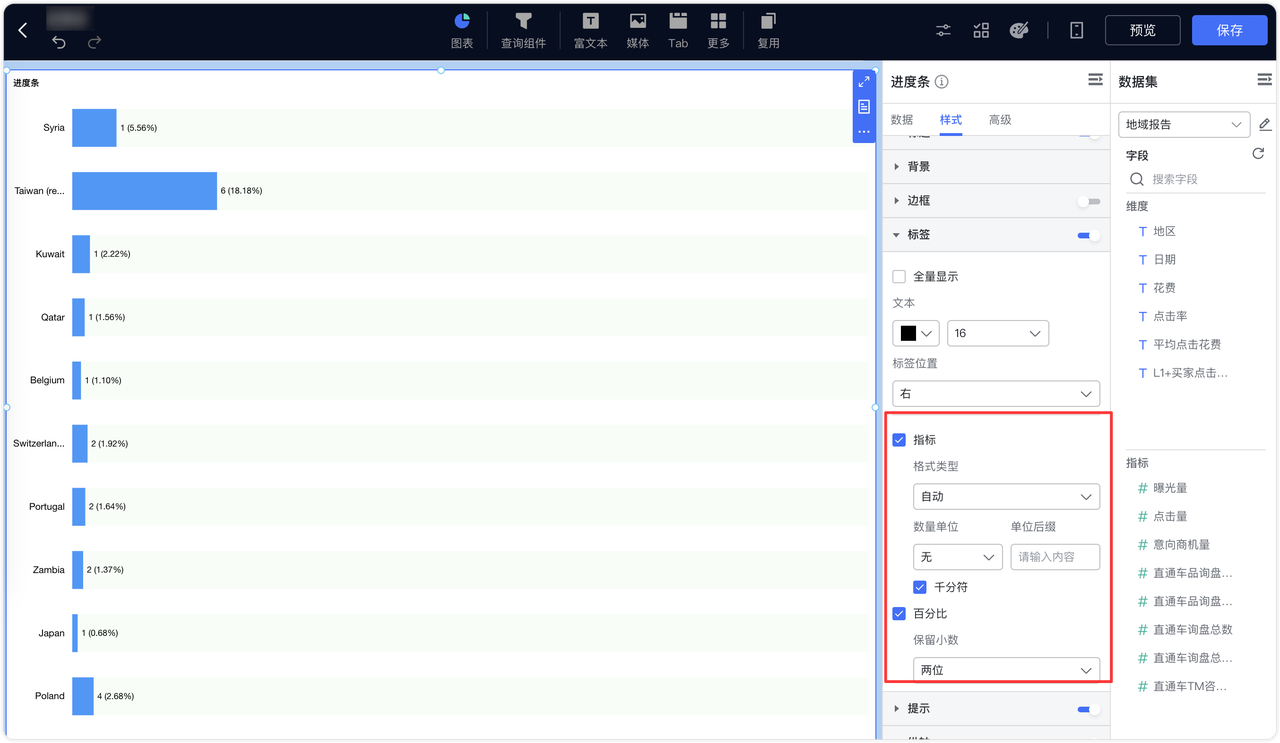 图表
查询组件
富文本
媒体
Tab
更多
复用
预览
保存
进度条
Syria
1 (5.56%)
Taiwan (re...
6 (18.18%)
Kuwait
1 (2.22%)
Qatar
1 (1.56%)
Belgium
1 (1.10%)
Switzerlan...
2 (1.92%)
Portugal
2 (1.64%)
Zambia
2 (1.37%)
Japan
1 (0.68%)
Poland
4 (2.68%)
进度条
数据
样式
高级
背景
边框
标签
全量显示
文本
16
标签位置
右
指标
格式类型
自动
数量单位
单位后缀
无
请输入内容
千分符
百分比
保留小数
两位
提示
数据集
地域报告
字段
搜索字段
维度
T 地区
T 日期
T 花费
T 点击率
T 平均点击花费
T L1+买家点击...
指标
# 曝光量
# 点击量
# 意向商机量
# 直通车品询盘...
# 直通车品询盘...
# 直通车询盘总数
# 直通车询盘总...
# 直通车TM咨...